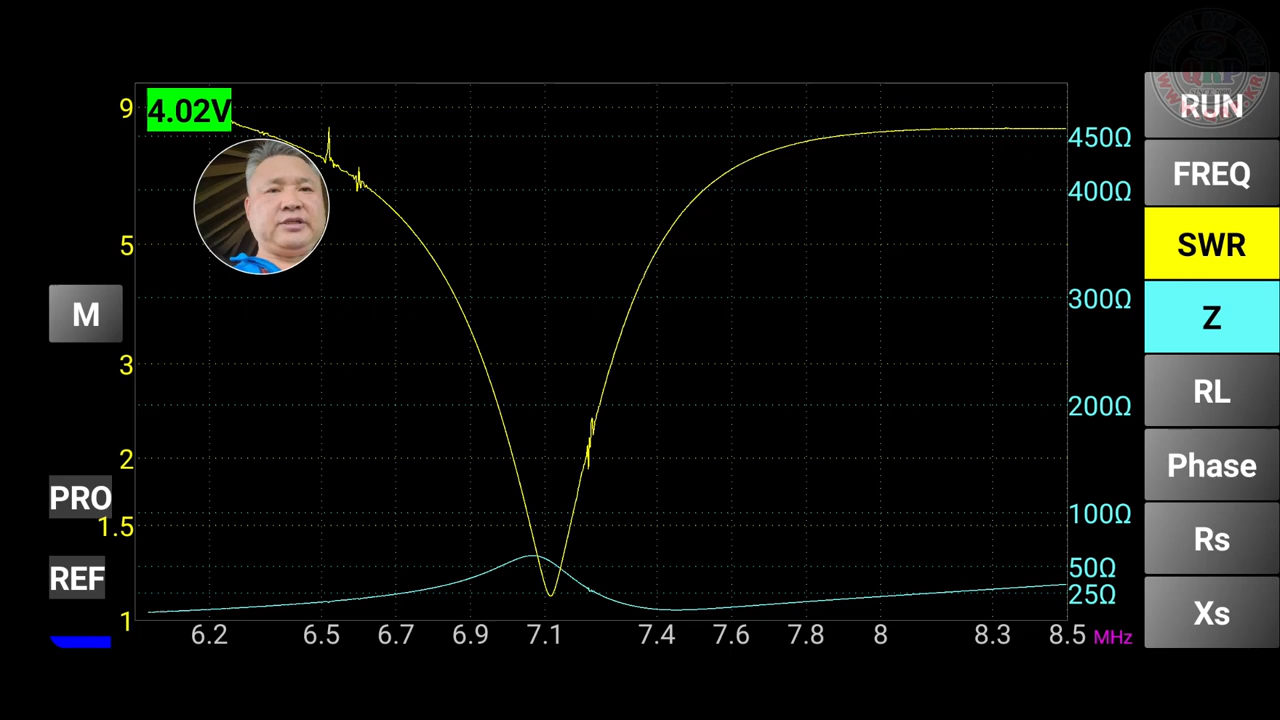 4.02V
9
5
3
2
1.5
1
M
PRO
REF
450Ω
400Ω
300Ω
200Ω
100Ω
50Ω
25Ω
6.2 6.5 6.7 6.9 7.1 7.4 7.6 7.8 8 8.3 8.5 MHz
QRP
RUN
FREQ
SWR
Z
RL
Phase
Rs
Xs